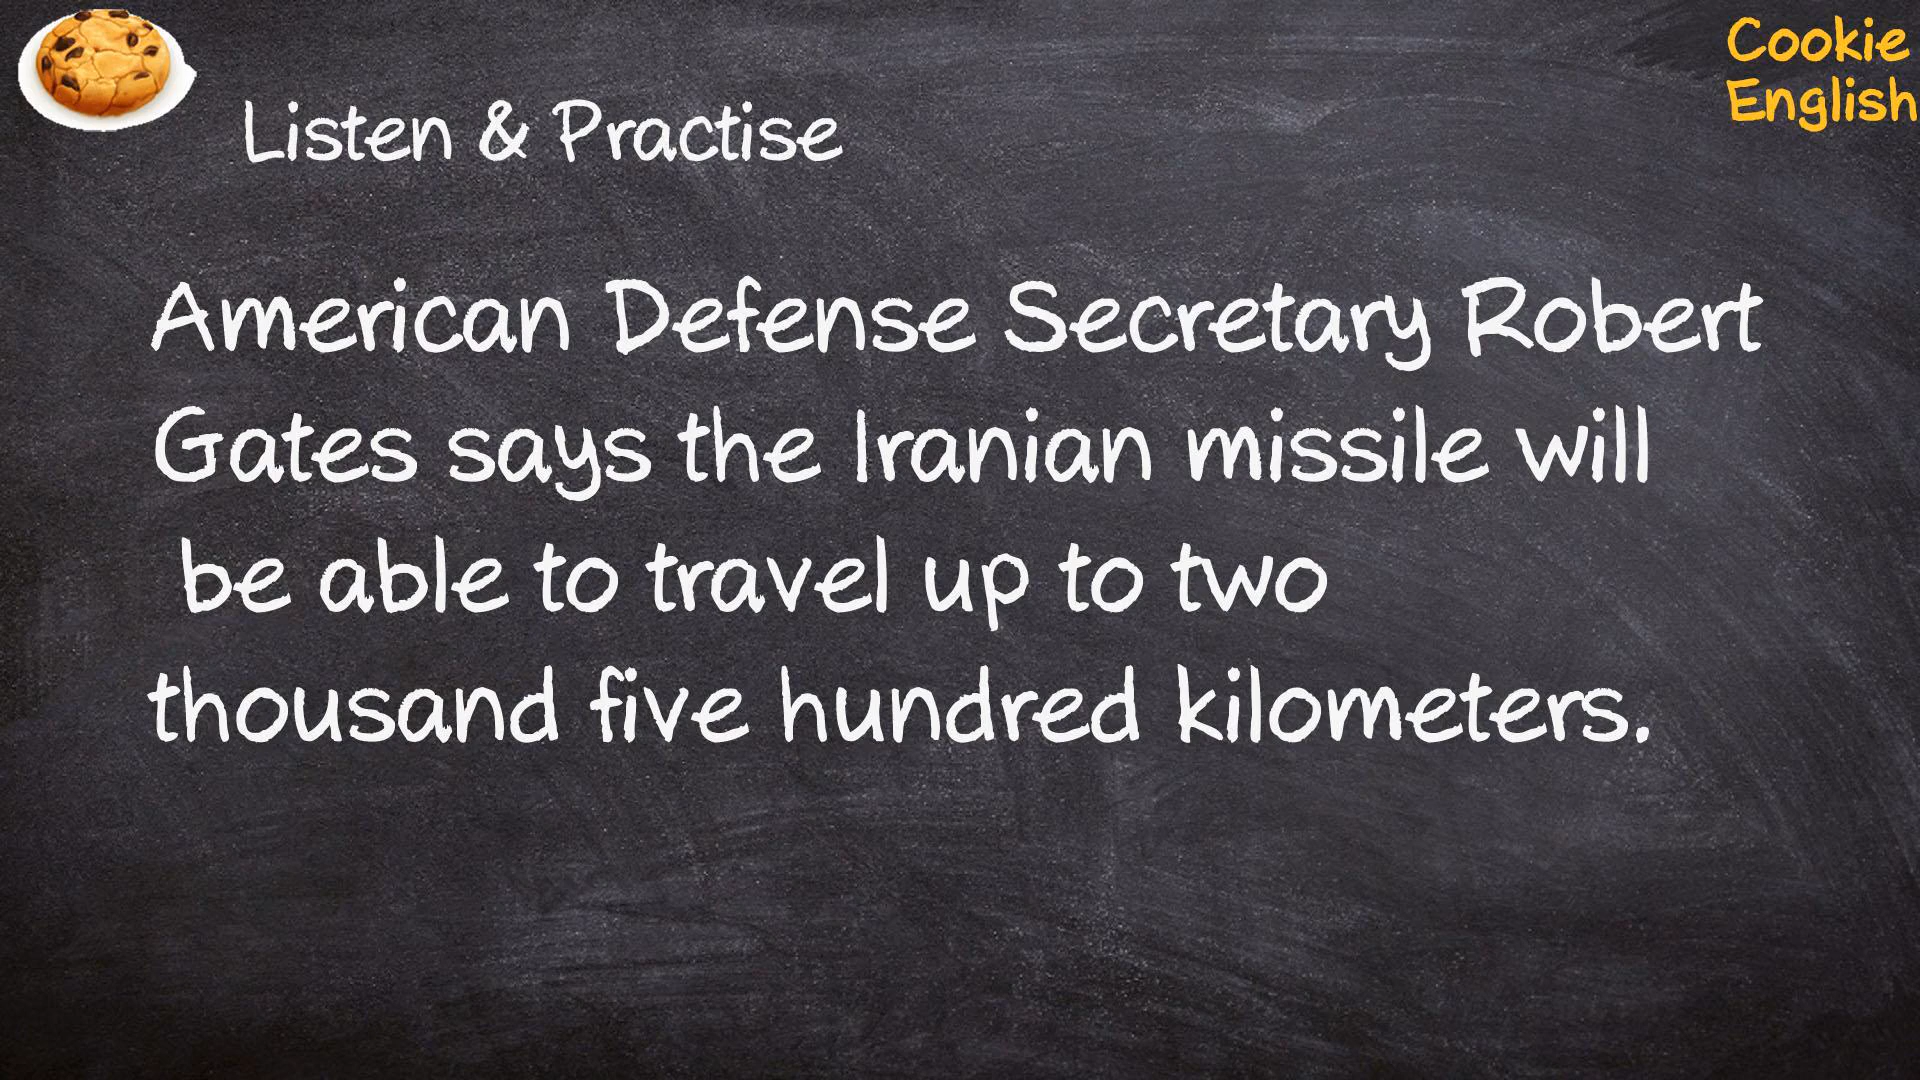 Cookie
English
Listen & Practise
American Defense Secretary Robert
Gates says the Iranian missile will
be able to travel up to two
thousand five hundred kilometers.